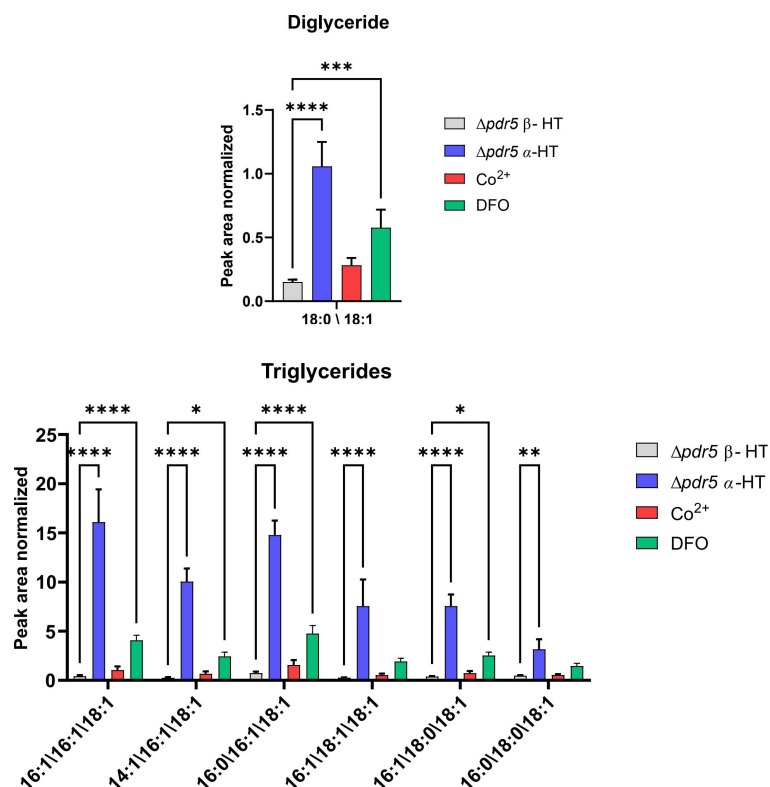 Diglyceride
***
****
1.5
1.0
0.5
0.0
Peak area normalized
18:0 \ 18:1
Δpdr5 β- HT
Δpdr5 α-HT
Co²⁺
DFO
Triglycerides
**** * **** *
**** **** **** **** **** **
25
20
15
10
5
0
Peak area normalized
16:1\16:1\18:1
14:1\16:1\18:1
16:0\16:1\18:1
16:1\18:1\18:1
16:1\18:0\18:1
16:0\18:0\18:1
Δpdr5 β- HT
Δpdr5 α-HT
Co²⁺
DFO